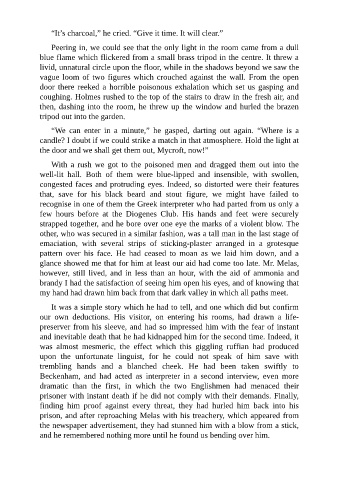 “It’s charcoal,” he cried. “Give it time. It will clear.”
Peering in, we could see that the only light in the room came from a dull
blue flame which flickered from a small brass tripod in the centre. It threw a
livid, unnatural circle upon the floor, while in the shadows beyond we saw the
vague loom of two figures which crouched against the wall. From the open
door there reeked a horrible poisonous exhalation which set us gasping and
coughing. Holmes rushed to the top of the stairs to draw in the fresh air, and
then, dashing into the room, he threw up the window and hurled the brazen
tripod out into the garden.
“We can enter in a minute,” he gasped, darting out again. “Where is a
candle? I doubt if we could strike a match in that atmosphere. Hold the light at
the door and we shall get them out, Mycroft, now!”
With a rush we got to the poisoned men and dragged them out into the
well-lit hall. Both of them were blue-lipped and insensible, with swollen,
congested faces and protruding eyes. Indeed, so distorted were their features
that, save for his black beard and stout figure, we might have failed to
recognise in one of them the Greek interpreter who had parted from us only a
few hours before at the Diogenes Club. His hands and feet were securely
strapped together, and he bore over one eye the marks of a violent blow. The
other, who was secured in a similar fashion, was a tall man in the last stage of
emaciation, with several strips of sticking-plaster arranged in a grotesque
pattern over his face. He had ceased to moan as we laid him down, and a
glance showed me that for him at least our aid had come too late. Mr. Melas,
however, still lived, and in less than an hour, with the aid of ammonia and
brandy I had the satisfaction of seeing him open his eyes, and of knowing that
my hand had drawn him back from that dark valley in which all paths meet.
It was a simple story which he had to tell, and one which did but confirm
our own deductions. His visitor, on entering his rooms, had drawn a life-
preserver from his sleeve, and had so impressed him with the fear of instant
and inevitable death that he had kidnapped him for the second time. Indeed, it
was almost mesmeric, the effect which this giggling ruffian had produced
upon the unfortunate linguist, for he could not speak of him save with
trembling hands and a blanched cheek. He had been taken swiftly to
Beckenham, and had acted as interpreter in a second interview, even more
dramatic than the first, in which the two Englishmen had menaced their
prisoner with instant death if he did not comply with their demands. Finally,
finding him proof against every threat, they had hurled him back into his
prison, and after reproaching Melas with his treachery, which appeared from
the newspaper advertisement, they had stunned him with a blow from a stick,
and he remembered nothing more until he found us bending over him.